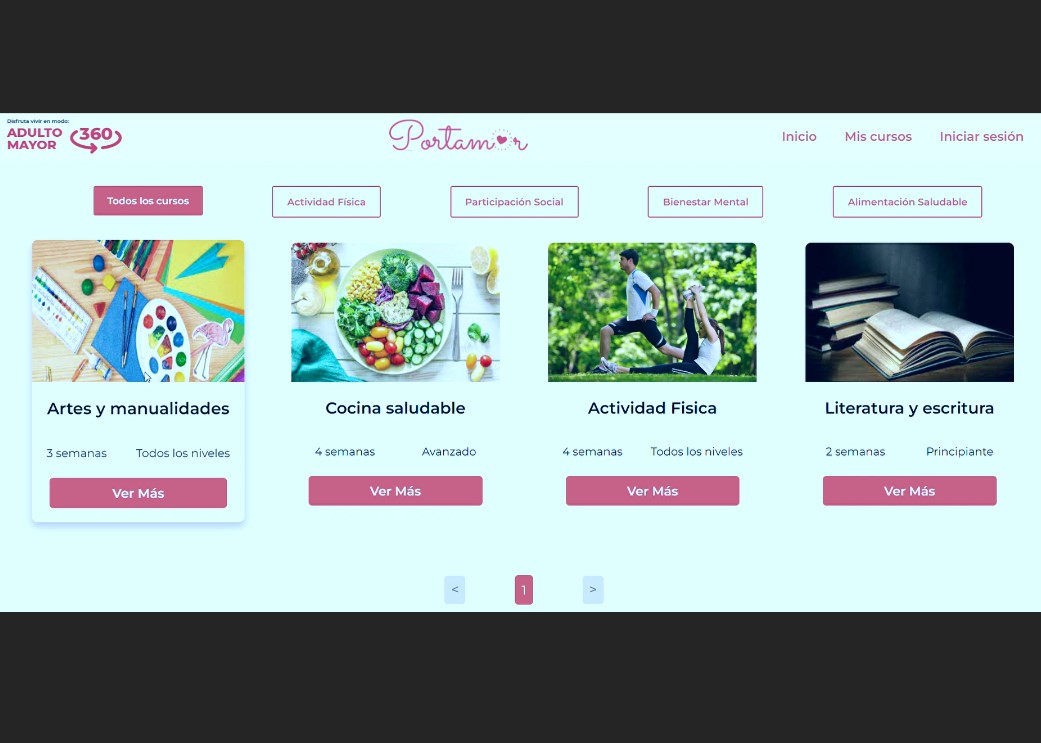 Disfruta vivir en modo:
ADULTO
MAYOR
360
Portamor
Inicio
Mis cursos
Iniciar sesión
Todos los cursos
Actividad Física
Participación Social
Bienestar Mental
Alimentación Saludable
Artes y manualidades
3 semanas
Todos los niveles
Ver Más
Cocina saludable
4 semanas
Avanzado
Ver Más
Actividad Fisica
4 semanas
Todos los niveles
Ver Más
Literatura y escritura
2 semanas
Principiante
Ver Más
<
1
>